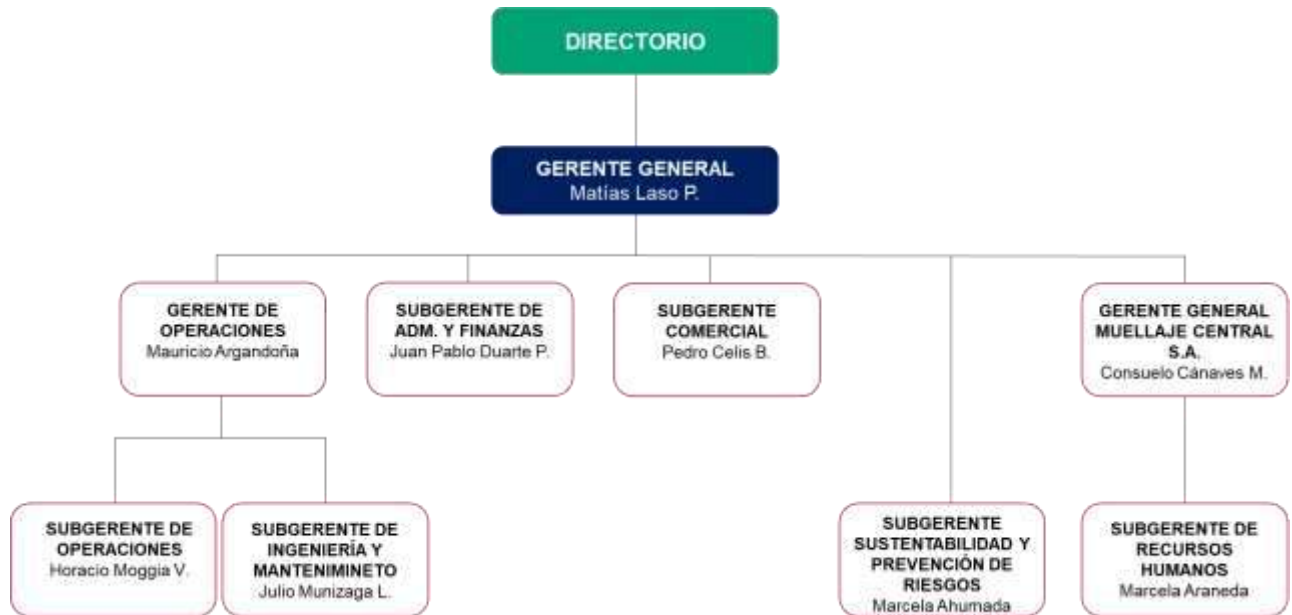 DIRECTORIO
GERENTE GENERAL
Matías Laso P.
GERENTE DE
OPERACIONES
Mauricio Argandoña
SUBGERENTE DE
ADM. Y FINANZAS
Juan Pablo Duarte P.
SUBGERENTE
COMERCIAL
Pedro Celis B.
GERENTE GENERAL
MUELLAJE CENTRAL
S.A.
Consuelo Cánaves M.
SUBGERENTE DE
OPERACIONES
Horacio Moggia V.
SUBGERENTE DE
INGENIERÍA Y
MANTENIMINETO
Julio Munizaga L.
SUBGERENTE
SUSTENTABILIDAD Y
PREVENCIÓN DE
RIESGOS
Marcela Ahumada
SUBGERENTE DE
RECURSOS
HUMANOS
Marcela Araneda